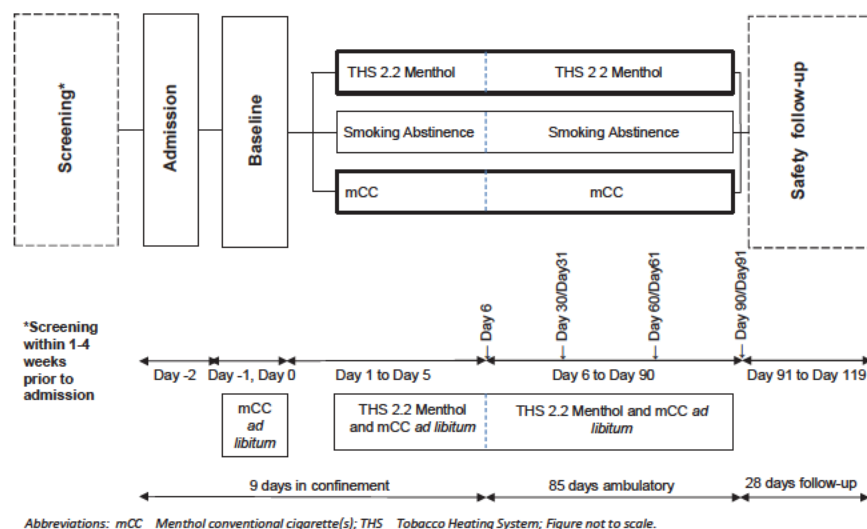 Screening*
Admission
Baseline
THS 2.2 Menthol
THS 2 2 Menthol
Smoking Abstinence
Smoking Abstinence
mCC
mCC
Safety follow-up
Day 6
Day 30/Day31
Day 60/Day61
Day 90/Day91
*Screening
within 1-4
weeks
prior to
admission
Day -2
Day -1, Day 0
Day 1 to Day 5
Day 6 to Day 90
Day 91 to Day 119
mCC
ad
libitum
THS 2.2 Menthol
and mCC ad libitum
THS 2.2 Menthol and mCC ad
libitum
9 days in confinement
85 days ambulatory
28 days follow-up
Abbreviations: mCC Menthol conventional cigarette(s); THS Tobacco Heating System; Figure not to scale.